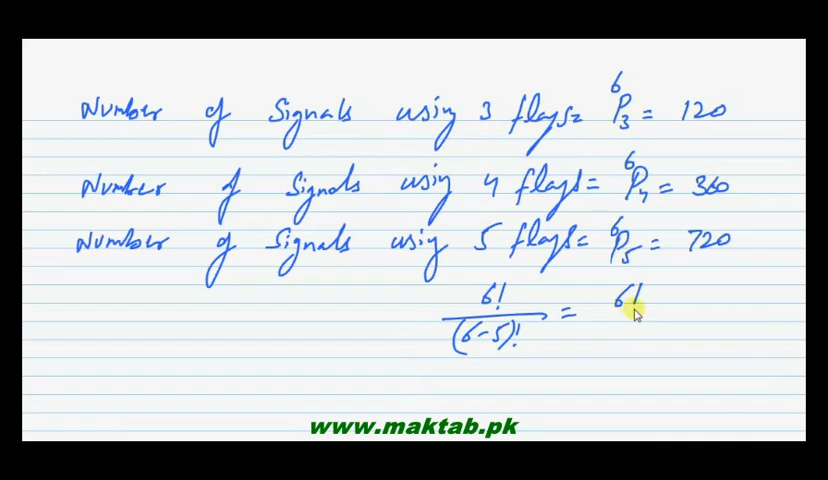 Number of Signals using 3 flags= ⁶P₃ = 120
Number of Signals using 4 flags= ⁶P₄ = 360
Number of Signals using 5 flags= ⁶P₅ = 720
6!/(6-5)! = 6!
www.maktab.pk